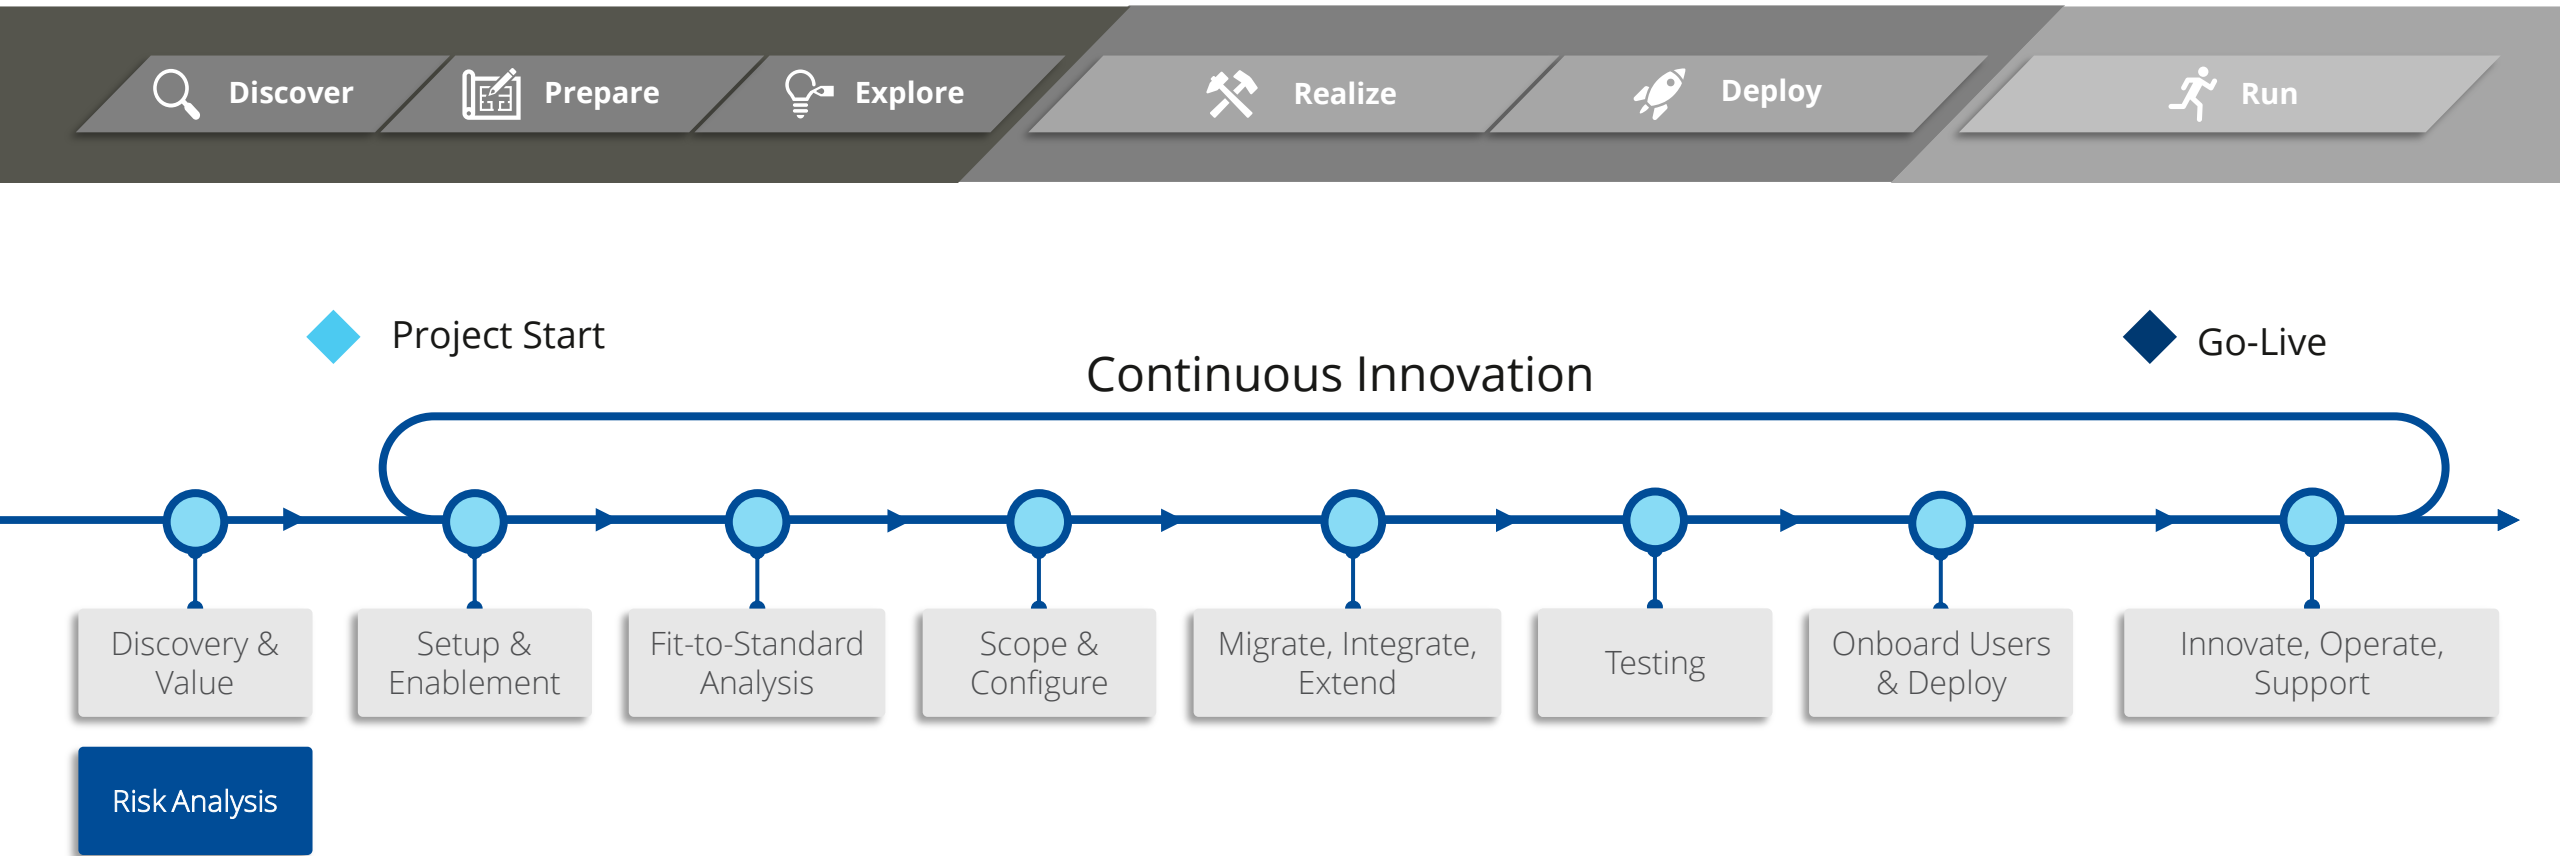 Discover
Prepare
Explore
Realize
Deploy
Run
Project Start
Go-Live
Continuous Innovation
Discovery &
Value
Setup &
Enablement
Fit-to-Standard
Analysis
Scope &
Configure
Migrate, Integrate,
Extend
Testing
Onboard Users
& Deploy
Innovate, Operate,
Support
Risk Analysis